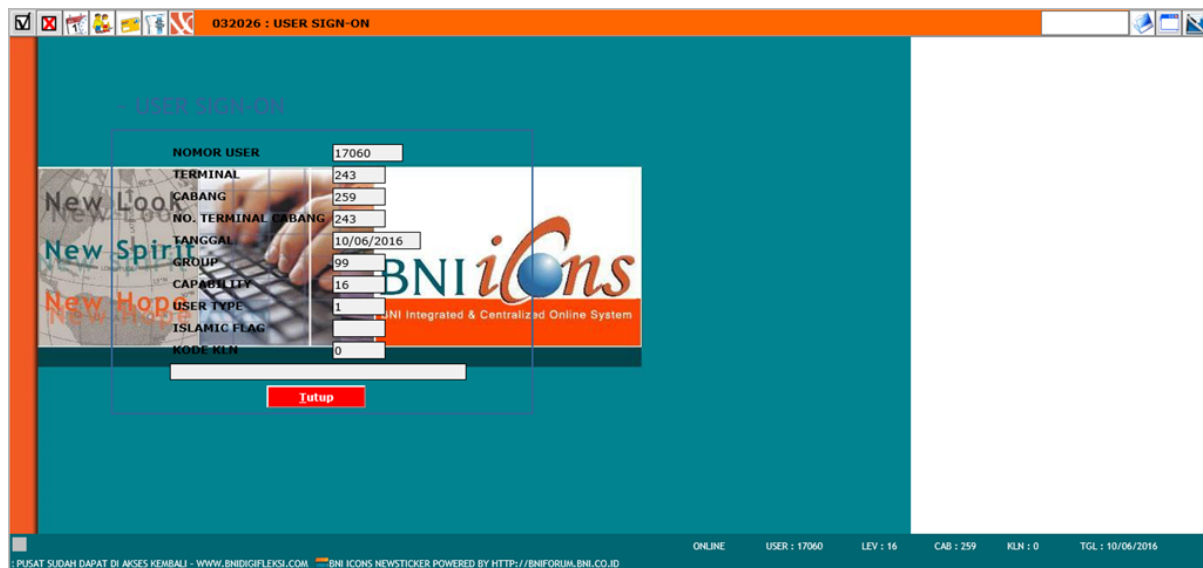 032026 : USER SIGN-ON
- USER SIGN-ON
NOMOR USER 17060
TERMINAL 243
CABANG 259
NO. TERMINAL CABANG 243
TANGGAL 10/06/2016
GROUP 99
CAPABILITY 16
USER TYPE 1
ISLAMIC FLAG
KODE KLN 0
New Look
New Spirit
New Hope
BNI icons
BNI Integrated & Centralized Online System
Tutup
ONLINE USER : 17060 LEV : 16 CAB : 259 KLN : 0 TGL : 10/06/2016
: PUSAT SUDAH DAPAT DI AKSES KEMBALI - WWW.BNIDIGIFLEKSI.COM BNI ICONS NEWSTICKER POWERED BY HTTP://BNIFORUM.BNI.CO.ID